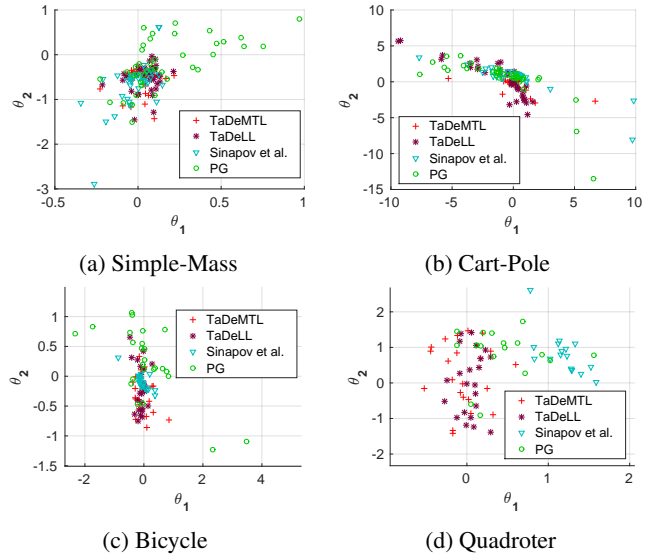 1
0
-1
-2
-3
-0.5
0
0.5
1
θ2
θ1
TaDeMTL
TaDeLL
Sinapov et al.
PG
(a) Simple-Mass
10
5
0
-5
-10
-15
-10
-5
0
5
10
θ2
θ1
TaDeMTL
TaDeLL
Sinapov et al.
PG
(b) Cart-Pole
1
0.5
0
-0.5
-1
-1.5
-2
0
2
4
θ2
θ1
TaDeMTL
TaDeLL
Sinapov et al.
PG
(c) Bicycle
2
1
0
-1
-2
0
1
2
θ2
θ1
TaDeMTL
TaDeLL
Sinapov et al.
PG
(d) Quadroter